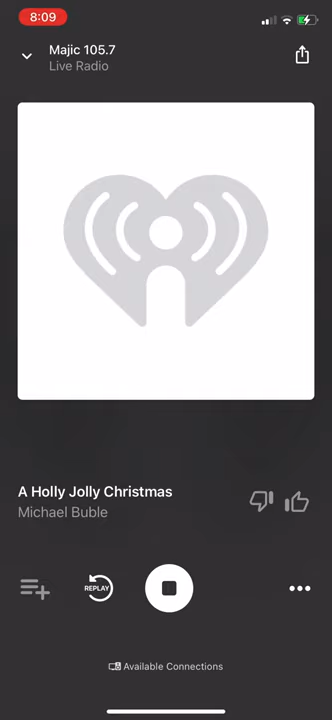 8:09
Majic 105.7
Live Radio
A Holly Jolly Christmas
Michael Buble
REPLAY
Available Connections